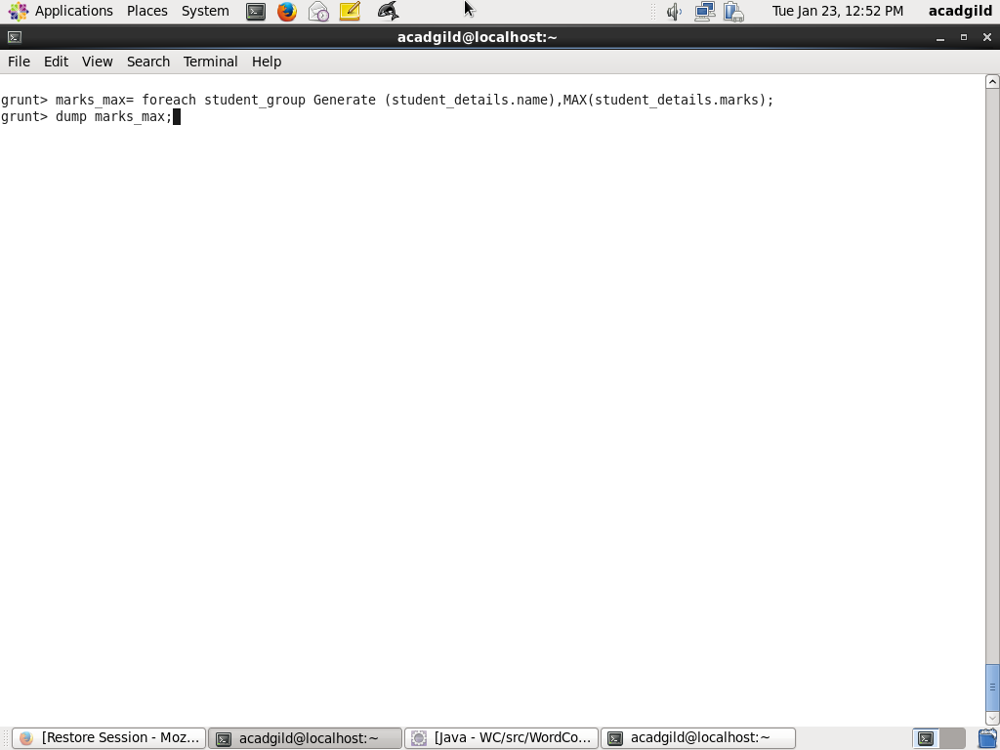 Applications Places System Tue Jan 23, 12:52 PM acadgild
acadgild@localhost:~
File Edit View Search Terminal Help
grunt> marks_max= foreach student_group Generate (student_details.name),MAX(student_details.marks);
grunt> dump marks_max;
[Restore Session - Moz... acadgild@localhost:~ [Java - WC/src/WordCo... acadgild@localhost:~